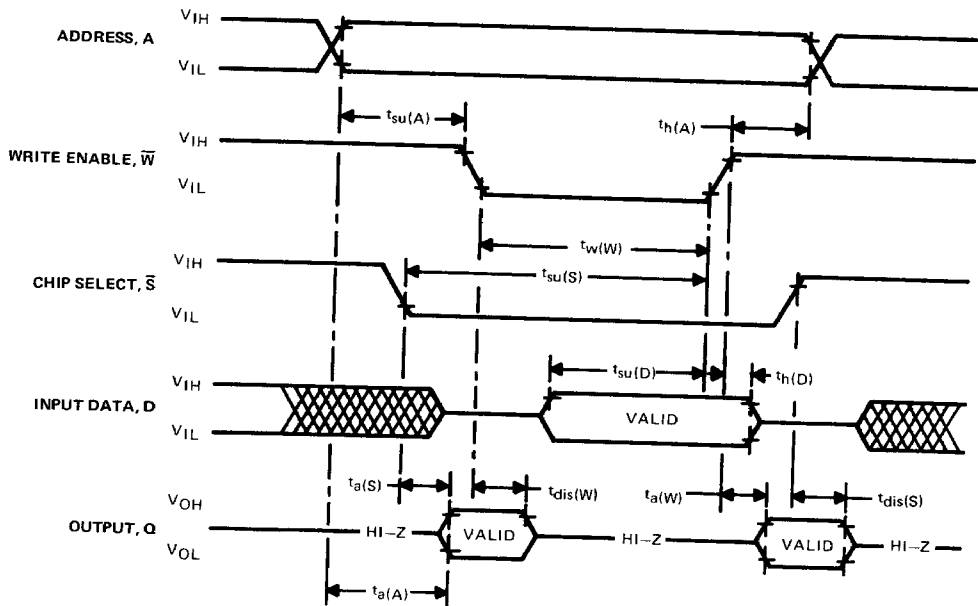 VIH
ADDRESS, A
VIL
tsu(A)
th(A)
VIH
WRITE ENABLE, W̅
VIL
tw(W)
VIH
tsu(S)
CHIP SELECT, S̅
VIL
VIH
tsu(D)
th(D)
INPUT DATA, D
VALID
VIL
ta(S)
tdis(W)
ta(W)
tdis(S)
VOH
OUTPUT, Q
HI–Z
VALID
HI–Z
VALID
HI–Z
VOL
ta(A)